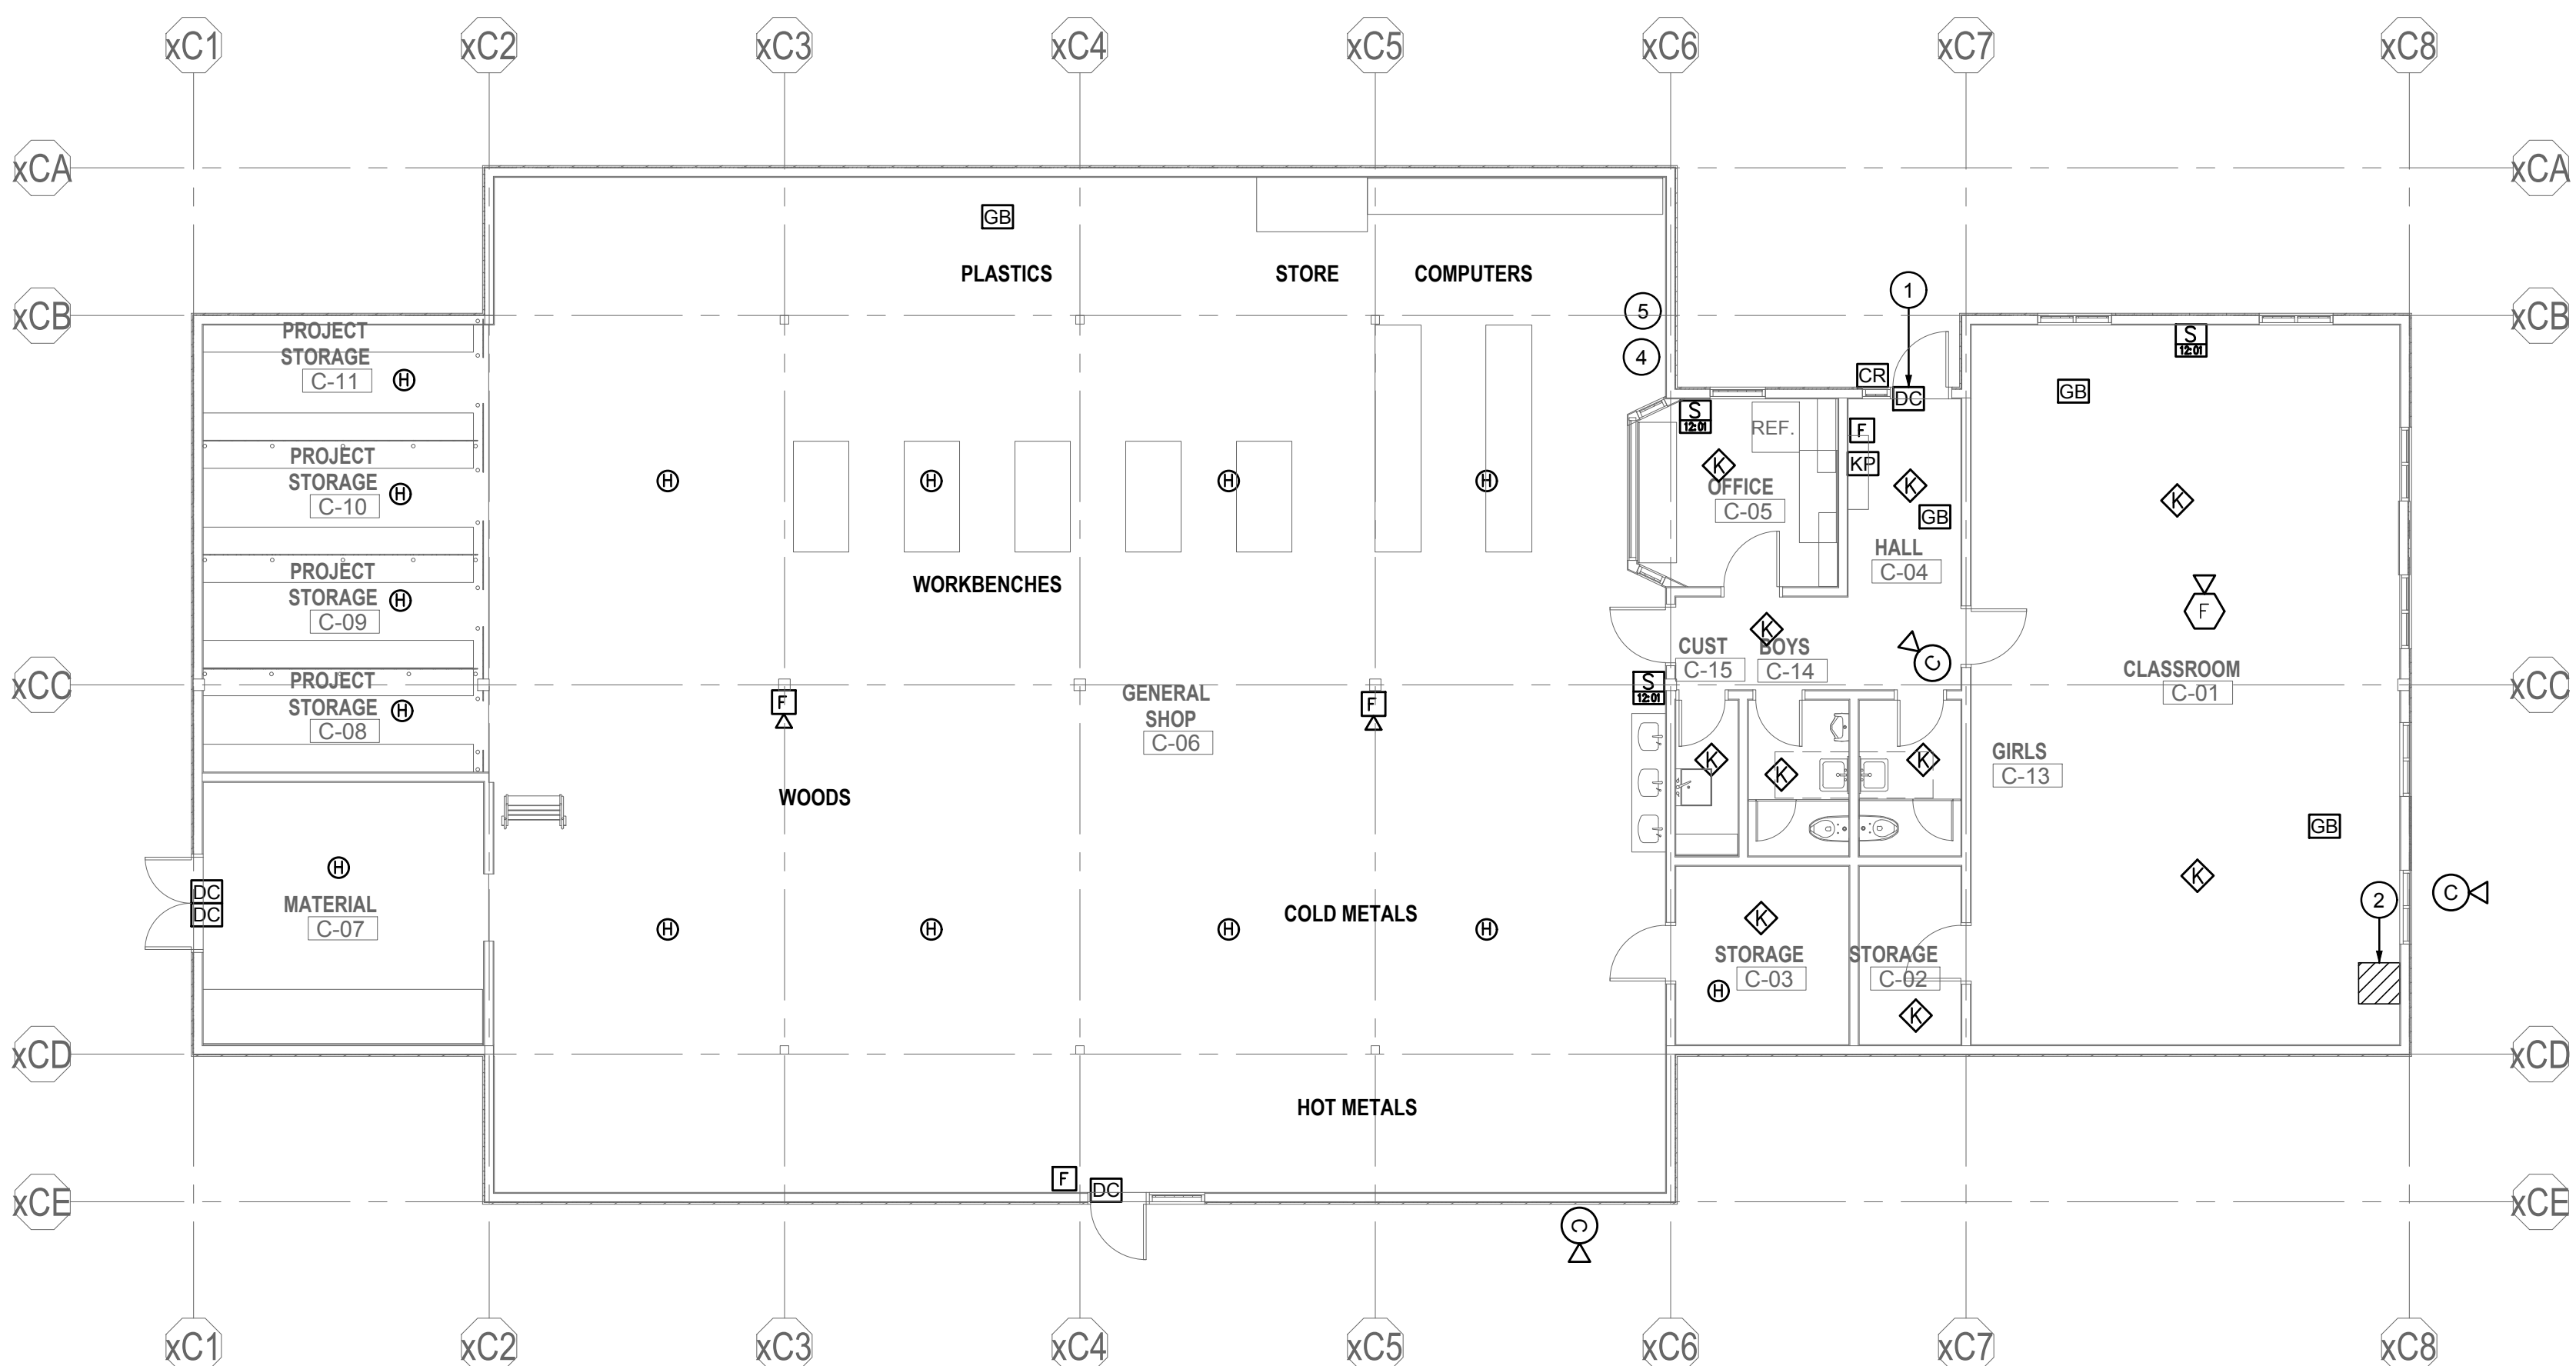 xC1 xC2 xC3 xC4 xC5 xC6 xC7 xC8
xCA xCA
GB
PLASTICS STORE COMPUTERS
1
xCB 5 xCB
PROJECT
STORAGE
C-11
H
4
S
12:01
CR
DC
GB
S
12:01
REF.
F
KP
PROJECT
STORAGE
C-10
H
H H H H
K
OFFICE
C-05
K
GB
K
HALL
C-04
PROJECT
STORAGE
C-09
H
WORKBENCHES
F
K
CUST
C-15
BOYS
C-14
C
CLASSROOM
C-01
xCC xCC
PROJECT
STORAGE
C-08
H
F
GENERAL
SHOP
C-06
F
S
12:01
K
K
K
GIRLS
C-13
WOODS
GB
H
DC
DC
MATERIAL
C-07
COLD METALS
H H H H
K
K
2
C
STORAGE
C-03
H
STORAGE
C-02
K
xCD xCD
HOT METALS
F
DC
xCE xCE
C
xC1 xC2 xC3 xC4 xC5 xC6 xC7 xC8